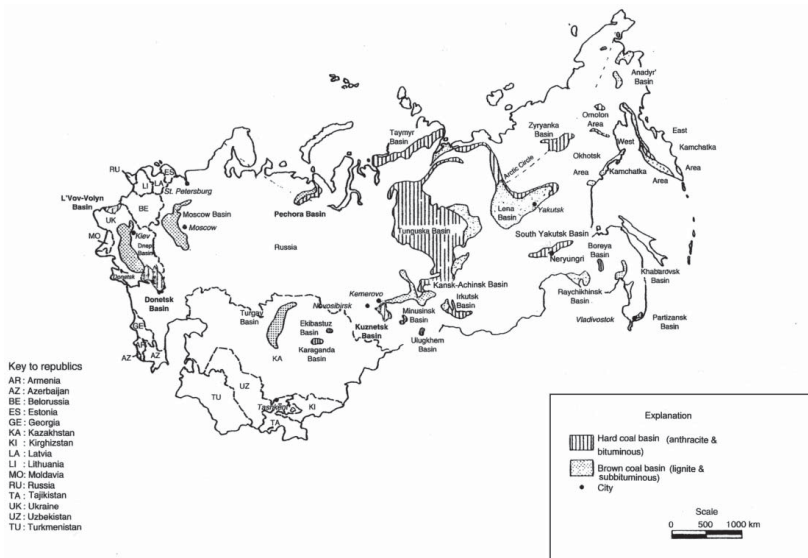 Anadyr'
Basin
Taymyr
Basin
Zyryanka
Basin
Omolon
Area
West
East
Kamchatka
Area
Okhotsk
Area
Kamchatka
Area
Arctic Circle
RU
ES
LA
LI
St. Petersburg
L'Vov-Volyn
Basin
BE
UK
MO
Kiev
Dnepr
Basin
Moscow Basin
Moscow
Pechora Basin
Russia
Tunguska Basin
Lena
Basin
Yakutsk
South Yakutsk Basin
Neryungri
Boreya
Basin
Khabarovsk
Basin
Donetsk
Donetsk
Basin
Kansk-Achinsk Basin
Kemerovo
Novosibirsk
Irkutsk
Basin
Raychikhinsk
Basin
Turgay
Basin
Ekibastuz
Basin
Kuznetsk
Basin
Minusinsk
Basin
Ulugkhem
Basin
Vladivostok
Partizansk
Basin
GE
AR
AZ
AZ
KA
Karaganda
Basin
UZ
TU
Tashkent
KI
TA
Key to republics
AR : Armenia
AZ : Azerbaijan
BE : Belorussia
ES : Estonia
GE : Georgia
KA : Kazakhstan
KI : Kirghizstan
LA : Latvia
LI : Lithuania
MO: Moldavia
RU : Russia
TA : Tajikistan
UK : Ukraine
UZ : Uzbekistan
TU : Turkmenistan
Explanation
Hard coal basin (anthracite &
bituminous)
Brown coal basin (lignite &
subbituminous)
City
Scale
0 500 1000 km